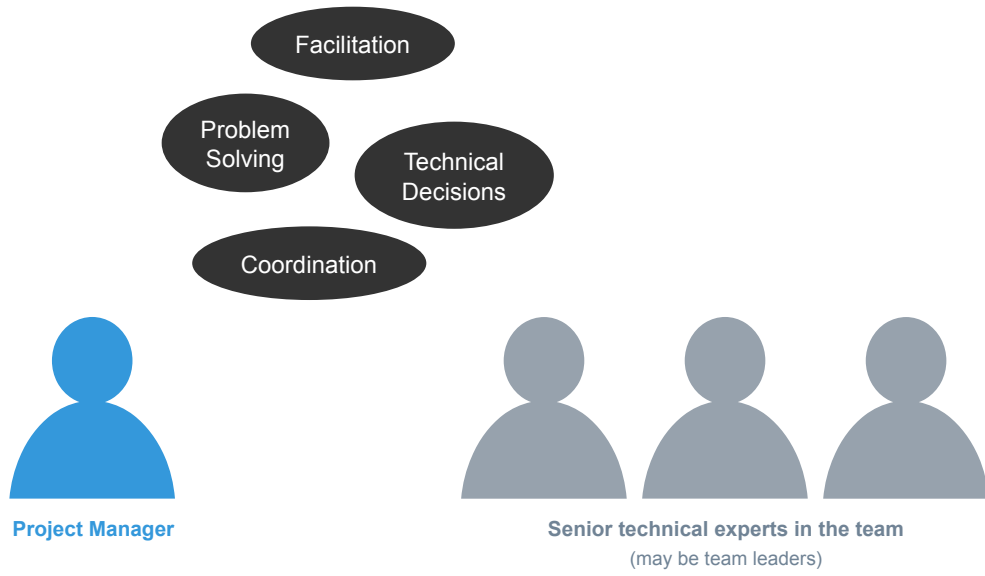 Facilitation
Problem
Solving
Technical
Decisions
Coordination
Project Manager
Senior technical experts in the team
(may be team leaders)